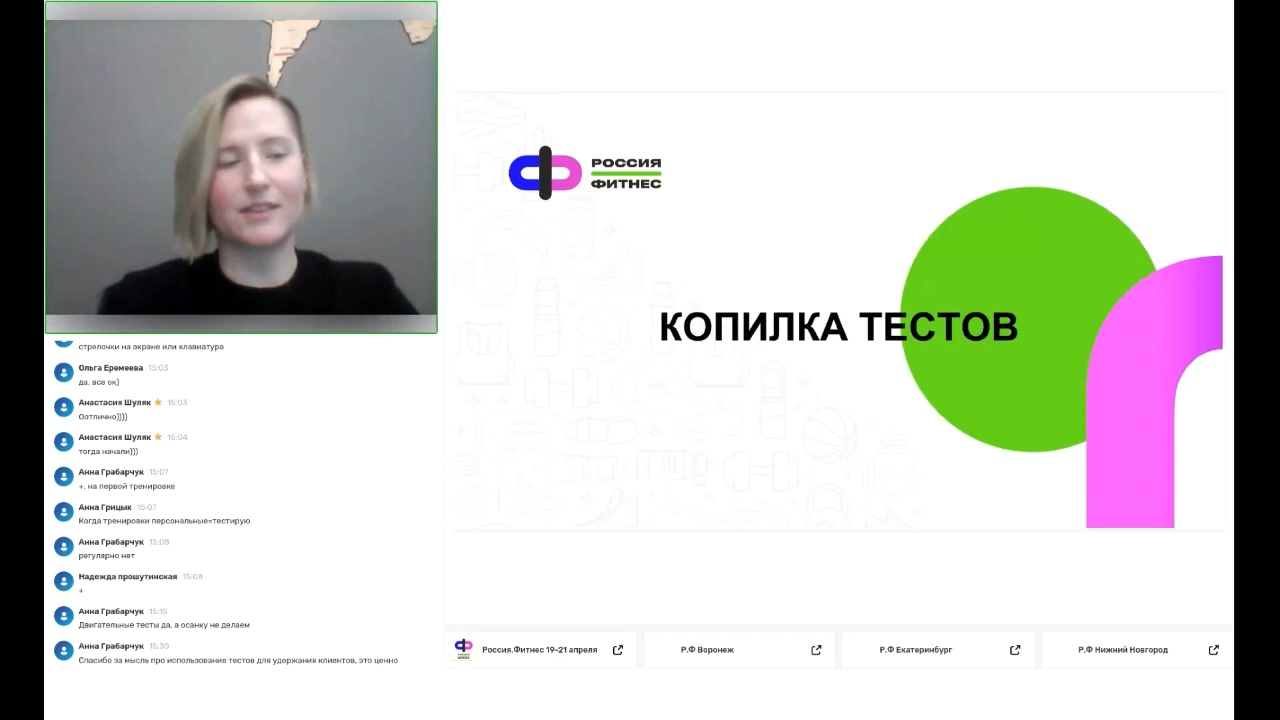 РОССИЯ
ФИТНЕС
КОПИЛКА ТЕСТОВ
стрелочки на экране или клавиатура
Ольга Еремеева 15:03
да, все ок)
Анастасия Шуляк 15:03
Оотлично))))
Анастасия Шуляк 15:04
тогда начали)))
Анна Грабарчук 15:07
+, на первой тренировке
Анна Грицык 15:07
Когда тренировки персональные=тестирую
Анна Грабарчук 15:08
регулярно нет
Надежда прошутинская 15:08
+
Анна Грабарчук 15:15
Двигательные тесты да, а осанку не делаем
Анна Грабарчук 15:30
Спасибо за мысль про использование тестов для удержания клиентов, это ценно
Россия.Фитнес 19-21 апреля
Р.Ф Воронеж
Р.Ф Екатеринбург
Р.Ф Нижний Новгород